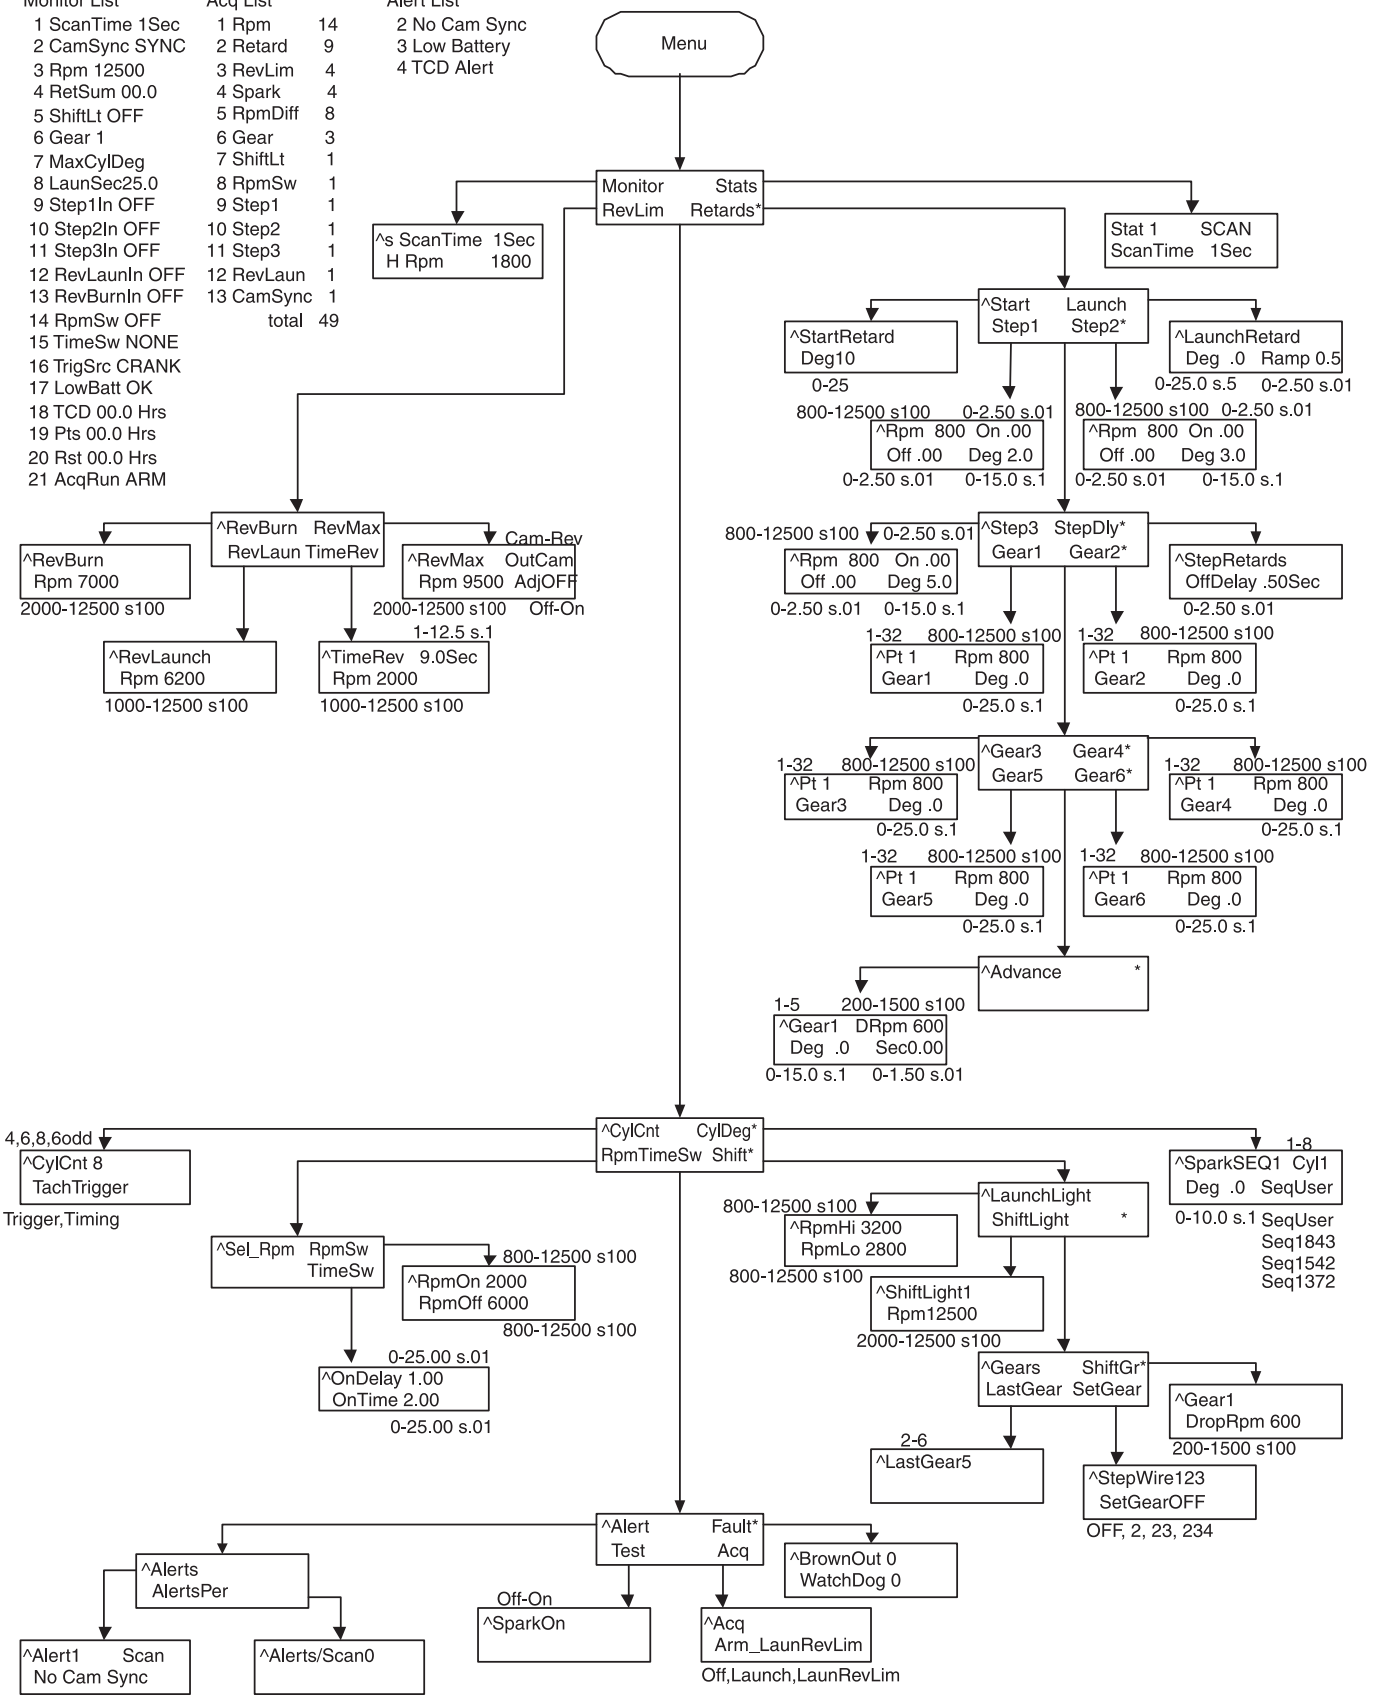 Monitor List
1 ScanTime 1Sec
2 CamSync SYNC
3 Rpm 12500
4 RetSum 00.0
5 ShiftLt OFF
6 Gear 1
7 MaxCylDeg
8 LaunSec25.0
9 Step1In OFF
10 Step2In OFF
11 Step3In OFF
12 RevLaunIn OFF
13 RevBurnIn OFF
14 RpmSw OFF
15 TimeSw NONE
16 TrigSrc CRANK
17 LowBatt OK
18 TCD 00.0 Hrs
19 Pts 00.0 Hrs
20 Rst 00.0 Hrs
21 AcqRun ARM
Acq List
1 Rpm 14
2 Retard 9
3 RevLim 4
4 Spark 4
5 RpmDiff 8
6 Gear 3
7 ShiftLt 1
8 RpmSw 1
9 Step1 1
10 Step2 1
11 Step3 1
12 RevLaun 1
13 CamSync 1
total 49
Alert List
2 No Cam Sync
3 Low Battery
4 TCD Alert
Menu
Monitor Stats
RevLim Retards*
^s ScanTime 1Sec
H Rpm 1800
Stat 1 SCAN
ScanTime 1Sec
^Start Launch
Step1 Step2*
^StartRetard
Deg10
0-25
^LaunchRetard
Deg .0 Ramp 0.5
0-25.0 s.5 0-2.50 s.01
800-12500 s100 0-2.50 s.01
^Rpm 800 On .00
Off .00 Deg 2.0
0-2.50 s.01 0-15.0 s.1
800-12500 s100 0-2.50 s.01
^Rpm 800 On .00
Off .00 Deg 3.0
0-2.50 s.01 0-15.0 s.1
^RevBurn RevMax
RevLaun TimeRev
^RevBurn
Rpm 7000
2000-12500 s100
Cam-Rev
^RevMax OutCam
Rpm 9500 AdjOFF
2000-12500 s100 Off-On
^RevLaunch
Rpm 6200
1000-12500 s100
1-12.5 s.1
^TimeRev 9.0Sec
Rpm 2000
1000-12500 s100
^Step3 StepDly*
Gear1 Gear2*
800-12500 s100 0-2.50 s.01
^Rpm 800 On .00
Off .00 Deg 5.0
0-2.50 s.01 0-15.0 s.1
^StepRetards
OffDelay .50Sec
0-2.50 s.01
1-32 800-12500 s100
^Pt 1 Rpm 800
Gear1 Deg .0
0-25.0 s.1
1-32 800-12500 s100
^Pt 1 Rpm 800
Gear2 Deg .0
0-25.0 s.1
^Gear3 Gear4*
Gear5 Gear6*
1-32 800-12500 s100
^Pt 1 Rpm 800
Gear3 Deg .0
0-25.0 s.1
1-32 800-12500 s100
^Pt 1 Rpm 800
Gear4 Deg .0
0-25.0 s.1
1-32 800-12500 s100
^Pt 1 Rpm 800
Gear5 Deg .0
0-25.0 s.1
1-32 800-12500 s100
^Pt 1 Rpm 800
Gear6 Deg .0
0-25.0 s.1
^Advance *
1-5 200-1500 s100
^Gear1 DRpm 600
Deg .0 Sec0.00
0-15.0 s.1 0-1.50 s.01
^CylCnt CylDeg*
RpmTimeSw Shift*
4,6,8,6odd
^CylCnt 8
TachTrigger
Trigger,Timing
1-8
^SparkSEQ1 Cyl1
Deg .0 SeqUser
0-10.0 s.1 SeqUser
Seq1843
Seq1542
Seq1372
^Sel_Rpm RpmSw
TimeSw
800-12500 s100
^RpmOn 2000
RpmOff 6000
800-12500 s100
0-25.00 s.01
^OnDelay 1.00
OnTime 2.00
0-25.00 s.01
^LaunchLight
ShiftLight *
800-12500 s100
^RpmHi 3200
RpmLo 2800
800-12500 s100
^ShiftLight1
Rpm12500
2000-12500 s100
^Gears ShiftGr*
LastGear SetGear
^Gear1
DropRpm 600
200-1500 s100
2-6
^LastGear5
^StepWire123
SetGearOFF
OFF, 2, 23, 234
^Alert Fault*
Test Acq
^Alerts
AlertsPer
^Alert1 Scan
No Cam Sync
^Alerts/Scan0
Off-On
^SparkOn
^BrownOut 0
WatchDog 0
^Acq
Arm_LaunRevLim
Off,Launch,LaunRevLim